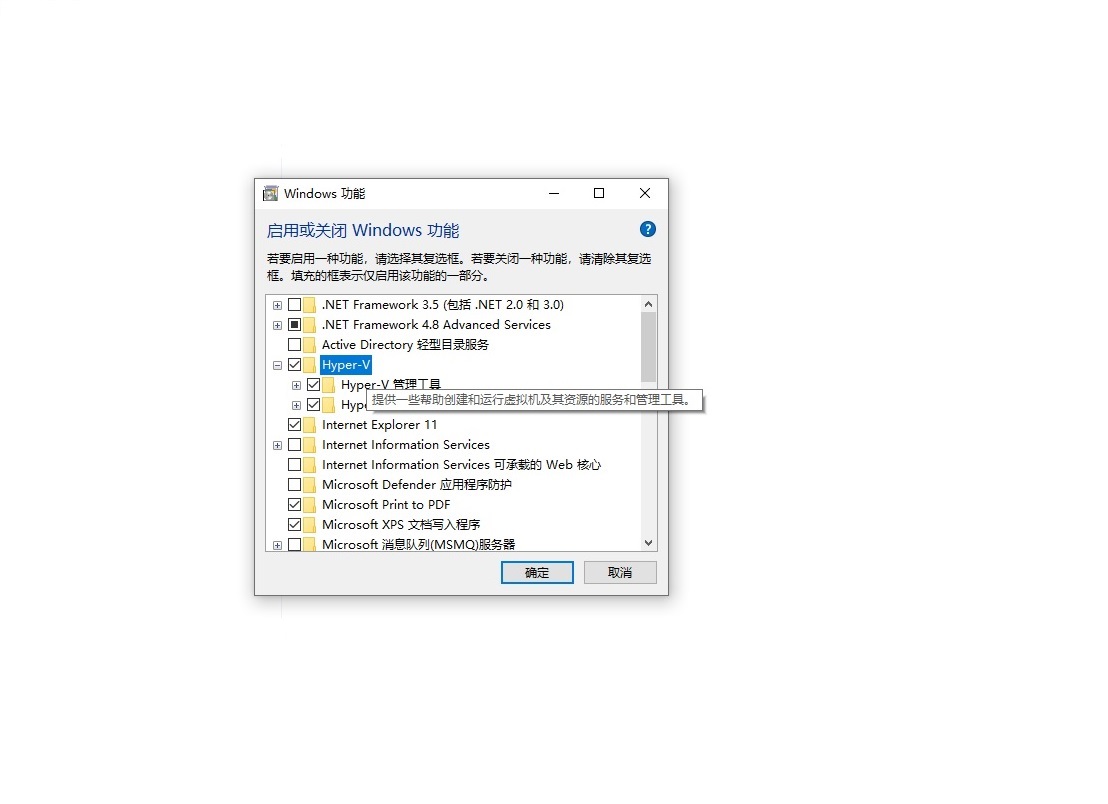 Windows 功能
启用或关闭 Windows 功能
?
若要启用一种功能，请选择其复选框。若要关闭一种功能，请清除其复选
框。填充的框表示仅启用该功能的一部分。
.NET Framework 3.5 (包括 .NET 2.0 和 3.0)
.NET Framework 4.8 Advanced Services
Active Directory 轻型目录服务
Hyper-V
Hyper-V 管理工具
提供一些帮助创建和运行虚拟机及其资源的服务和管理工具。
Internet Explorer 11
Internet Information Services
Internet Information Services 可承载的 Web 核心
Microsoft Defender 应用程序防护
Microsoft Print to PDF
Microsoft XPS 文档写入程序
Microsoft 消息队列(MSMQ)服务器
确定 取消